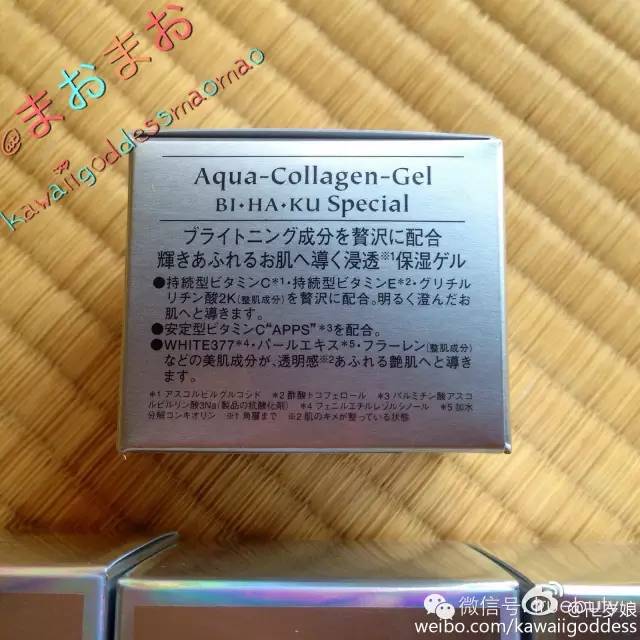 @まおまお
kawaiigoddessmaomao
Aqua-Collagen-Gel
BI・HA・KU Special
ブライトニング成分を贅沢に配合
輝きあふれるお肌へ導く浸透※1保湿ゲル
●持続型ビタミンC*1・持続型ビタミンE*2・グリチル
リチン酸2K(整肌成分)を贅沢に配合。明るく澄んだお
肌へと導きます。
●安定型ビタミンC"APPS"*3を配合。
●WHITE377*4・パールエキス*5・フラーレン(整肌成分)
などの美肌成分が、透明感※2あふれる艶肌へと導き
ます。
*1 アスコルビルグルコシド *2 酢酸トコフェロール *3 パルミチン酸アスコ
ルビルリン酸3Na(製品の抗酸化剤) *4 フェニルエチルレゾルシノール *5 加水
分解コンキオリン ※1 角層まで ※2 肌のキメが整っている状態
微信号
weibo.com/kawaiigoddess